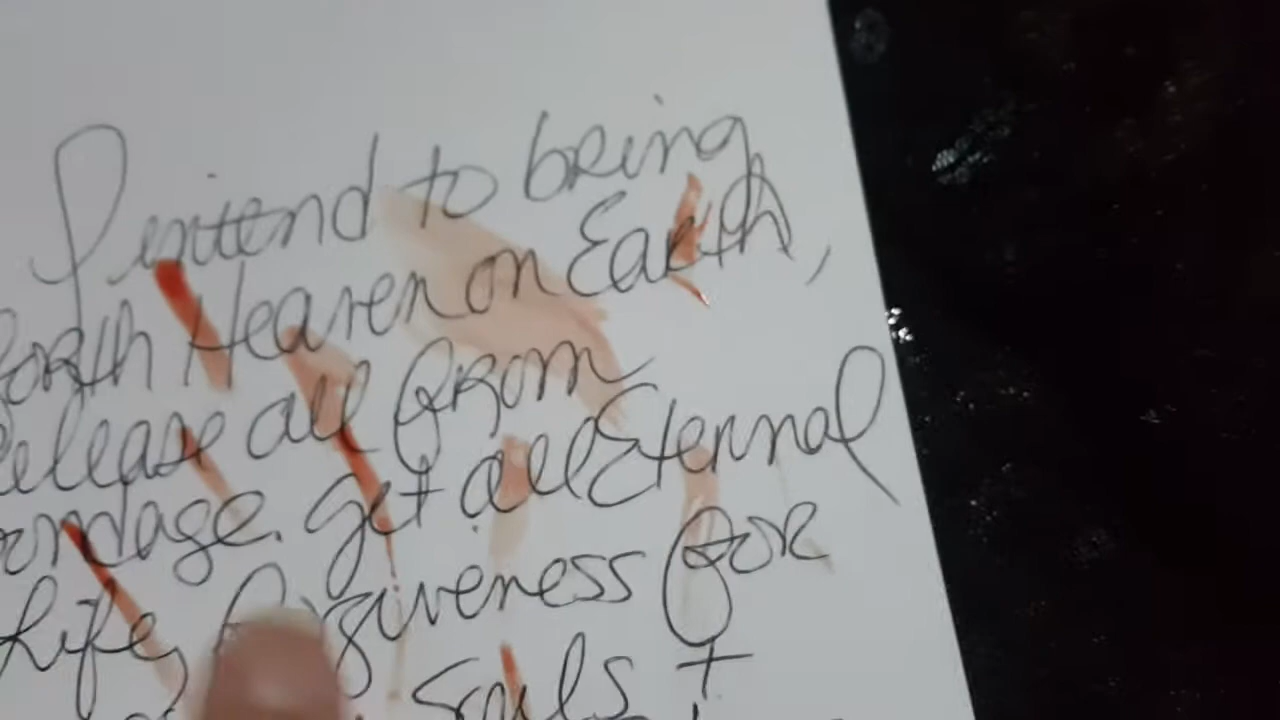 I intend to bring
forth Heaven on Earth,
release all from
bondage. get all Eternal
Life, forgiveness for
Souls +